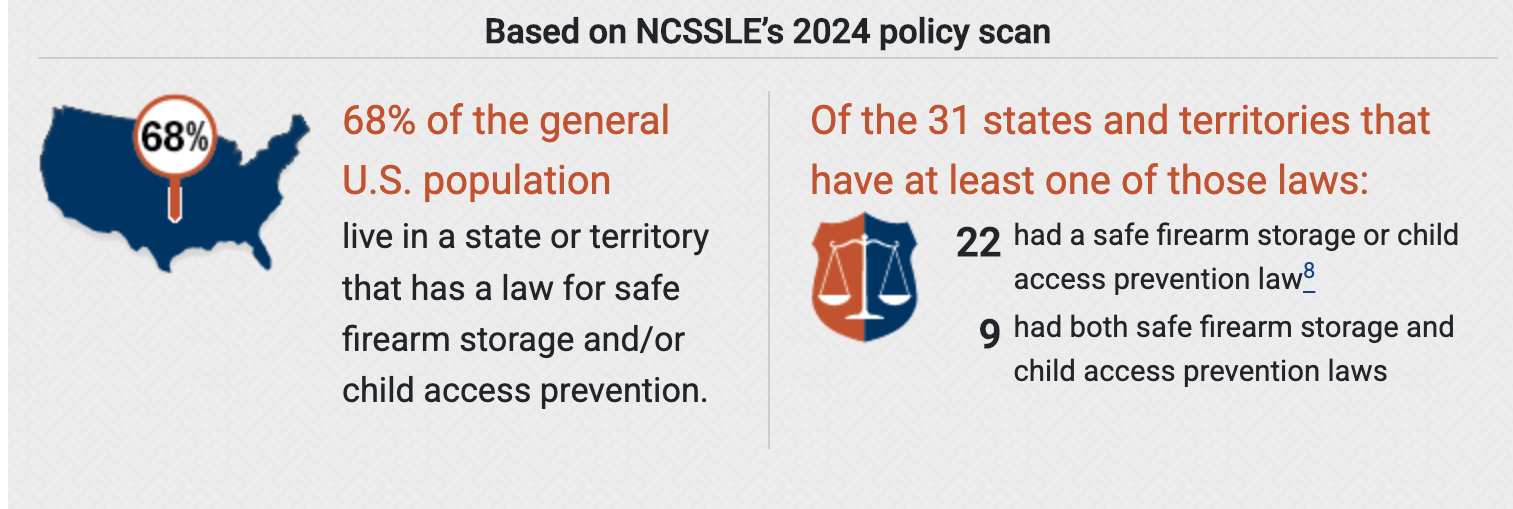 Based on NCSSLE’s 2024 policy scan
68%
68% of the general
U.S. population
live in a state or territory
that has a law for safe
firearm storage and/or
child access prevention.
Of the 31 states and territories that
have at least one of those laws:
22 had a safe firearm storage or child
access prevention law8
9 had both safe firearm storage and
child access prevention laws